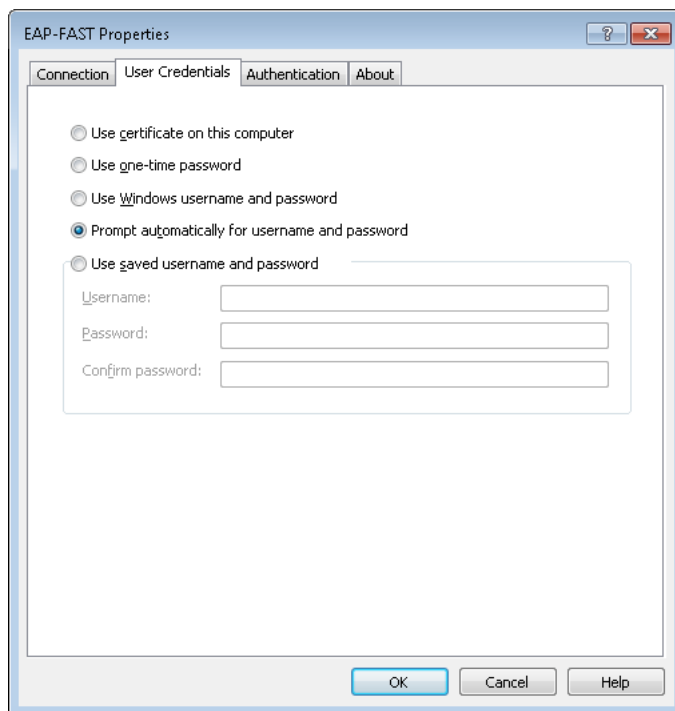 EAP-FAST Properties
?
Connection User Credentials Authentication About
Use certificate on this computer
Use one-time password
Use Windows username and password
Prompt automatically for username and password
Use saved username and password
Username:
Password:
Confirm password:
OK Cancel Help